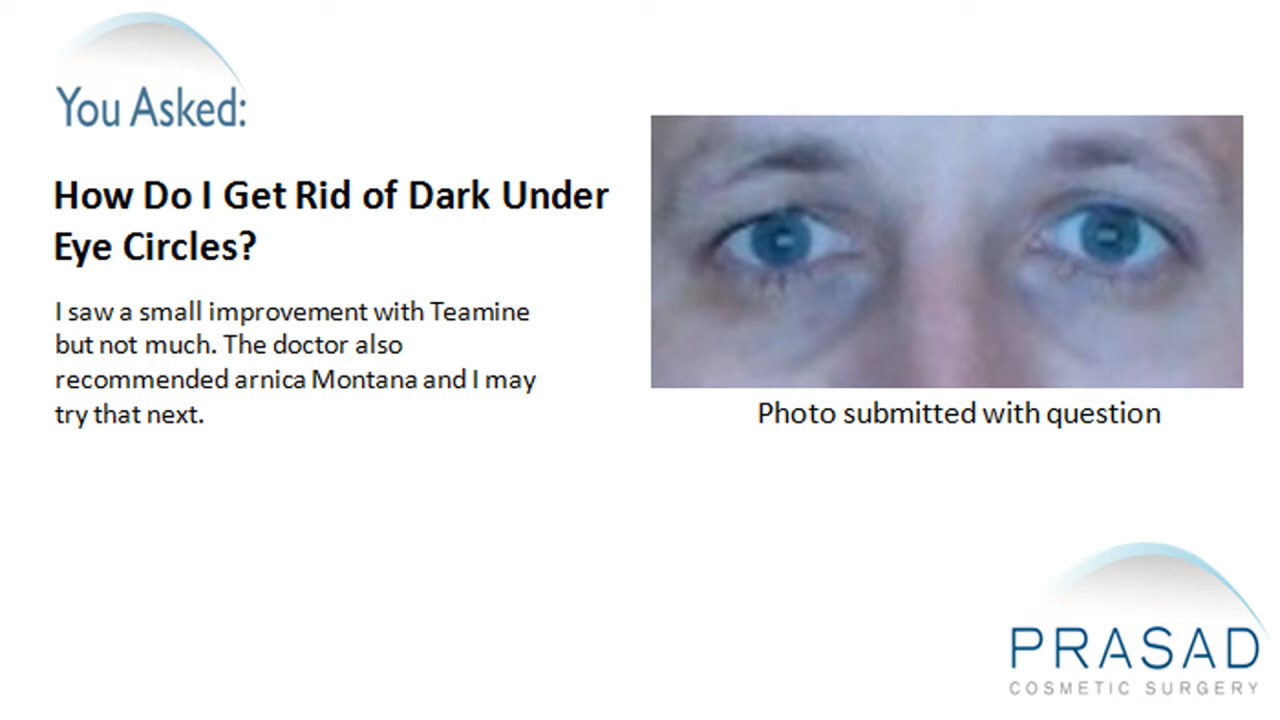 You Asked:
How Do I Get Rid of Dark Under
Eye Circles?
I saw a small improvement with Teamine
but not much. The doctor also
recommended arnica Montana and I may
try that next.
Photo submitted with question
PRASAD
COSMETIC SURGERY